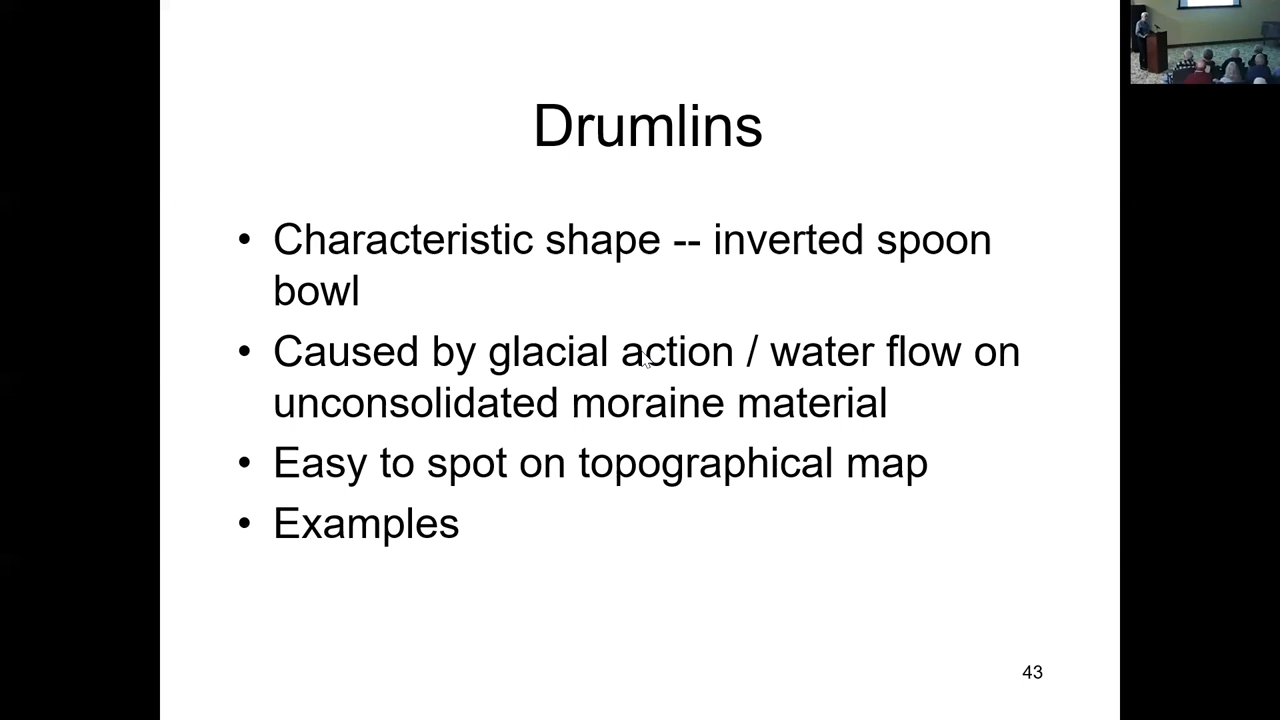 Drumlins
• Characteristic shape -- inverted spoon
bowl
• Caused by glacial action / water flow on
unconsolidated moraine material
• Easy to spot on topographical map
• Examples
43